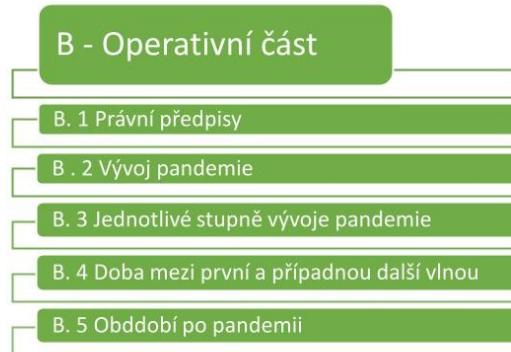 B - Operativní část
B. 1 Právní předpisy
B . 2 Vývoj pandemie
B. 3 Jednotlivé stupně vývoje pandemie
B. 4 Doba mezi první a případnou další vlnou
B. 5 Obddobí po pandemii